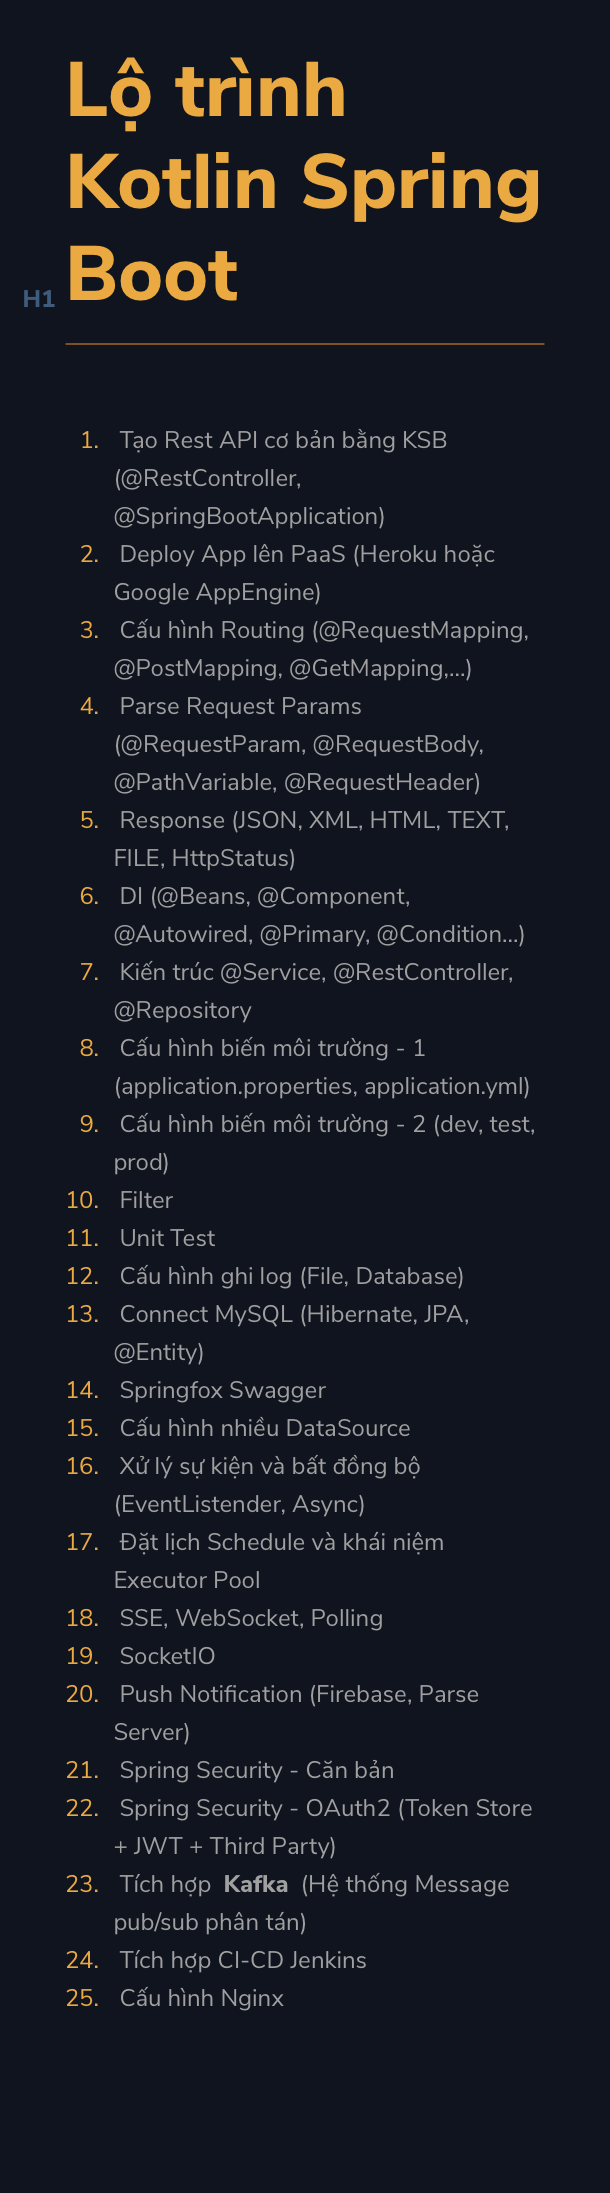 Lộ trình
Kotlin Spring
H1 Boot
1. Tạo Rest API cơ bản bằng KSB
(@RestController,
@SpringBootApplication)
2. Deploy App lên PaaS (Heroku hoặc
Google AppEngine)
3. Cấu hình Routing (@RequestMapping,
@PostMapping, @GetMapping,...)
4. Parse Request Params
(@RequestParam, @RequestBody,
@PathVariable, @RequestHeader)
5. Response (JSON, XML, HTML, TEXT,
FILE, HttpStatus)
6. DI (@Beans, @Component,
@Autowired, @Primary, @Condition...)
7. Kiến trúc @Service, @RestController,
@Repository
8. Cấu hình biến môi trường - 1
(application.properties, application.yml)
9. Cấu hình biến môi trường - 2 (dev, test,
prod)
10. Filter
11. Unit Test
12. Cấu hình ghi log (File, Database)
13. Connect MySQL (Hibernate, JPA,
@Entity)
14. Springfox Swagger
15. Cấu hình nhiều DataSource
16. Xử lý sự kiện và bất đồng bộ
(EventListender, Async)
17. Đặt lịch Schedule và khái niệm
Executor Pool
18. SSE, WebSocket, Polling
19. SocketIO
20. Push Notification (Firebase, Parse
Server)
21. Spring Security - Căn bản
22. Spring Security - OAuth2 (Token Store
+ JWT + Third Party)
23. Tích hợp Kafka (Hệ thống Message
pub/sub phân tán)
24. Tích hợp CI-CD Jenkins
25. Cấu hình Nginx